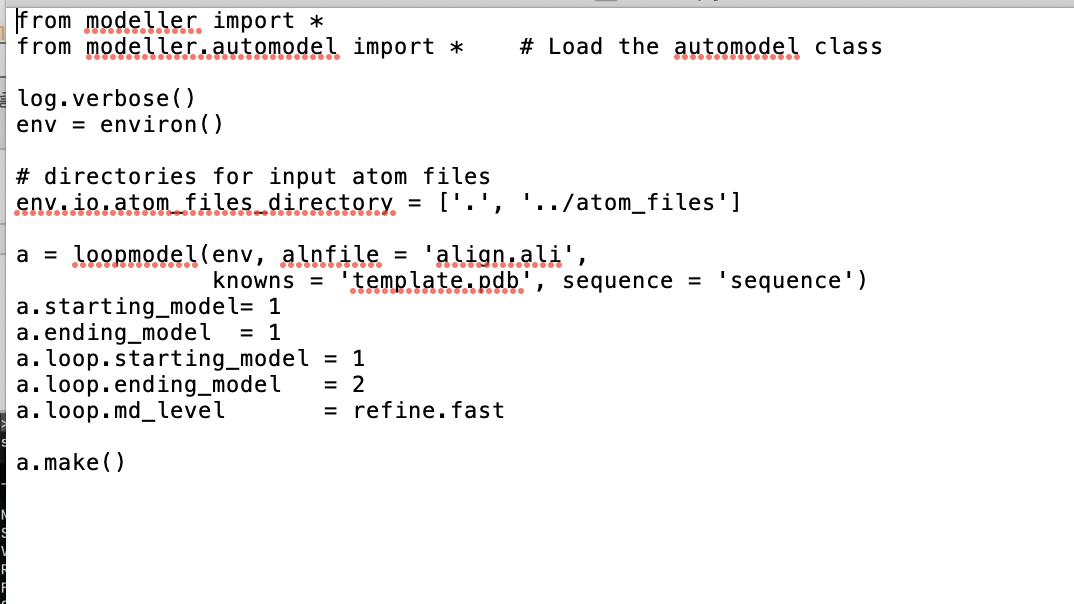 from modeller import *
from modeller.automodel import *    # Load the automodel class
log.verbose()
env = environ()
# directories for input atom files
env.io.atom_files_directory = ['.', '../atom_files']
a = loopmodel(env, alnfile = 'align.ali',
              knowns = 'template.pdb', sequence = 'sequence')
a.starting_model= 1
a.ending_model  = 1
a.loop.starting_model = 1
a.loop.ending_model   = 2
a.loop.md_level       = refine.fast
a.make()